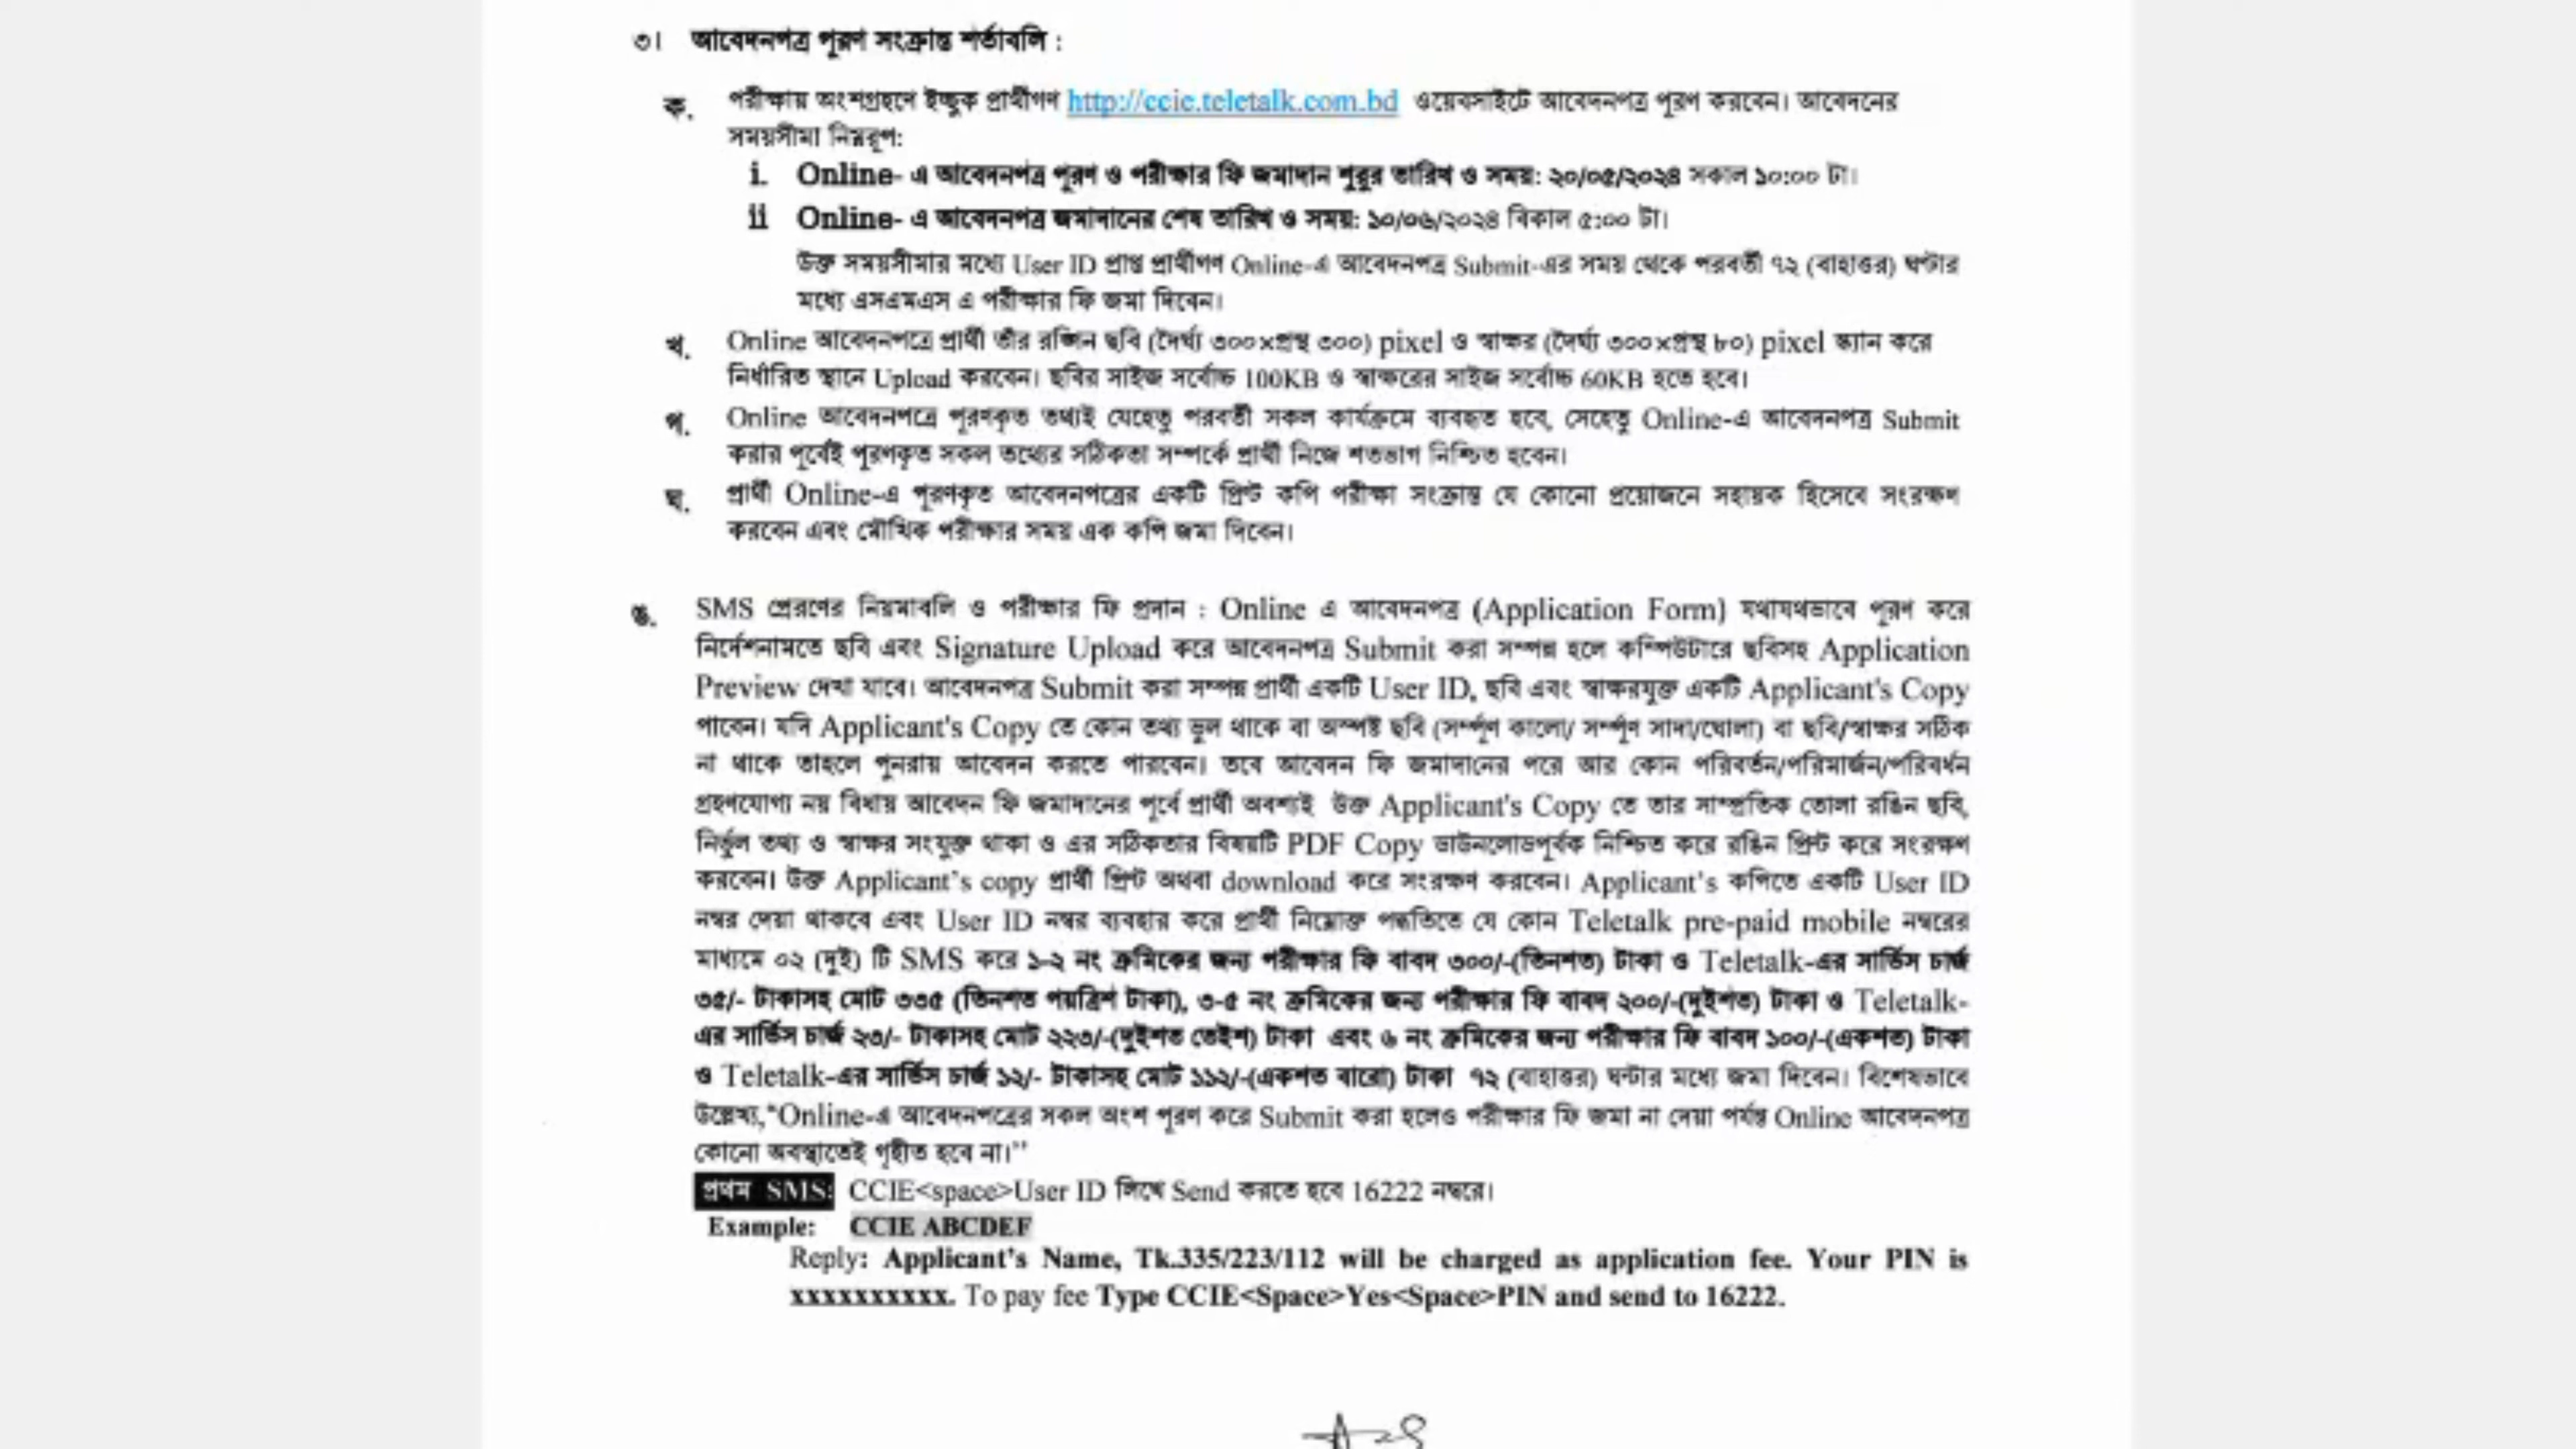 ৩। আবেদনপত্র পূরণ সংক্রান্ত শর্তাবলি :
ক. পরীক্ষায় অংশগ্রহণে ইচ্ছুক প্রার্থীগণ http://ccie.teletalk.com.bd ওয়েবসাইটে আবেদনপত্র পূরণ করবেন। আবেদনের
সময়সীমা নিম্নরূপ:
i. Online- এ আবেদনপত্র পূরণ ও পরীক্ষার ফি জমাদান শুরুর তারিখ ও সময়: ২০/০৫/২০২৪ সকাল ১০:০০ টা।
ii Online- এ আবেদনপত্র জমাদানের শেষ তারিখ ও সময়: ১০/০৬/২০২৪ বিকাল ৫:০০ টা।
উক্ত সময়সীমার মধ্যে User ID প্রাপ্ত প্রার্থীগণ Online-এ আবেদনপত্র Submit-এর সময় থেকে পরবর্তী ৭২ (বাহাত্তর) ঘন্টার
মধ্যে এসএমএস এ পরীক্ষার ফি জমা দিবেন।
খ. Online আবেদনপত্রে প্রার্থী তাঁর রঙ্গিন ছবি (দৈর্ঘ্য ৩০০×প্রস্থ ৩০০) pixel ও স্বাক্ষর (দৈর্ঘ্য ৩০০×প্রস্থ ৮০) pixel স্ক্যান করে
নির্ধারিত স্থানে Upload করবেন। ছবির সাইজ সর্বোচ্চ 100KB ও স্বাক্ষরের সাইজ সর্বোচ্চ 60KB হতে হবে।
গ. Online আবেদনপত্রে পূরণকৃত তথ্যই যেহেতু পরবর্তী সকল কার্যক্রমে ব্যবহৃত হবে, সেহেতু Online-এ আবেদনপত্র Submit
করার পূর্বেই পূরণকৃত সকল তথ্যের সঠিকতা সম্পর্কে প্রার্থী নিজে শতভাগ নিশ্চিত হবেন।
ঘ. প্রার্থী Online-এ পূরণকৃত আবেদনপত্রের একটি প্রিন্ট কপি পরীক্ষা সংক্রান্ত যে কোনো প্রয়োজনে সহায়ক হিসেবে সংরক্ষণ
করবেন এবং মৌখিক পরীক্ষার সময় এক কপি জমা দিবেন।
ঙ. SMS প্রেরণের নিয়মাবলি ও পরীক্ষার ফি প্রদান : Online এ আবেদনপত্র (Application Form) যথাযথভাবে পূরণ করে
নির্দেশনামতে ছবি এবং Signature Upload করে আবেদনপত্র Submit করা সম্পন্ন হলে কম্পিউটারে ছবিসহ Application
Preview দেখা যাবে। আবেদনপত্র Submit করা সম্পন্ন প্রার্থী একটি User ID, ছবি এবং স্বাক্ষরযুক্ত একটি Applicant's Copy
পাবেন। যদি Applicant's Copy তে কোন তথ্য ভুল থাকে বা অস্পষ্ট ছবি (সম্পূর্ণ কালো/ সম্পূর্ণ সাদা/ঘোলা) বা ছবি/স্বাক্ষর সঠিক
না থাকে তাহলে পুনরায় আবেদন করতে পারবেন। তবে আবেদন ফি জমাদানের পরে আর কোন পরিবর্তন/পরিমার্জন/পরিবর্ধন
গ্রহণযোগ্য নয় বিধায় আবেদন ফি জমাদানের পূর্বে প্রার্থী অবশ্যই উক্ত Applicant's Copy তে তার সাম্প্রতিক তোলা রঙিন ছবি,
নির্ভুল তথ্য ও স্বাক্ষর সংযুক্ত থাকা ও এর সঠিকতার বিষয়টি PDF Copy ডাউনলোডপূর্বক নিশ্চিত করে রঙিন প্রিন্ট করে সংরক্ষণ
করবেন। উক্ত Applicant's copy প্রার্থী প্রিন্ট অথবা download করে সংরক্ষণ করবেন। Applicant's কপিতে একটি User ID
নম্বর দেয়া থাকবে এবং User ID নম্বর ব্যবহার করে প্রার্থী নিম্নোক্ত পদ্ধতিতে যে কোন Teletalk pre-paid mobile নম্বরের
মাধ্যমে ০২ (দুই) টি SMS করে ১-২ নং ক্রমিকের জন্য পরীক্ষার ফি বাবদ ৩০০/-(তিনশত) টাকা ও Teletalk-এর সার্ভিস চার্জ
৩৫/- টাকাসহ মোট ৩৩৫ (তিনশত পয়ত্রিশ টাকা), ৩-৫ নং ক্রমিকের জন্য পরীক্ষার ফি বাবদ ২০০/-(দুইশত) টাকা ও Teletalk-
এর সার্ভিস চার্জ ২৩/- টাকাসহ মোট ২২৩/-(দুইশত তেইশ) টাকা এবং ৬ নং ক্রমিকের জন্য পরীক্ষার ফি বাবদ ১০০/-(একশত) টাকা
ও Teletalk-এর সার্ভিস চার্জ ১২/- টাকাসহ মোট ১১২/-(একশত বারো) টাকা ৭২ (বাহাত্তর) ঘন্টার মধ্যে জমা দিবেন। বিশেষভাবে
উল্লেখ্য,"Online-এ আবেদনপত্রের সকল অংশ পূরণ করে Submit করা হলেও পরীক্ষার ফি জমা না দেয়া পর্যন্ত Online আবেদনপত্র
কোনো অবস্থাতেই গৃহীত হবে না।"
প্রথম SMS: CCIE<space>User ID লিখে Send করতে হবে 16222 নম্বরে।
Example: CCIE ABCDEF
Reply: Applicant's Name, Tk.335/223/112 will be charged as application fee. Your PIN is
xxxxxxxxxx. To pay fee Type CCIE<Space>Yes<Space>PIN and send to 16222.